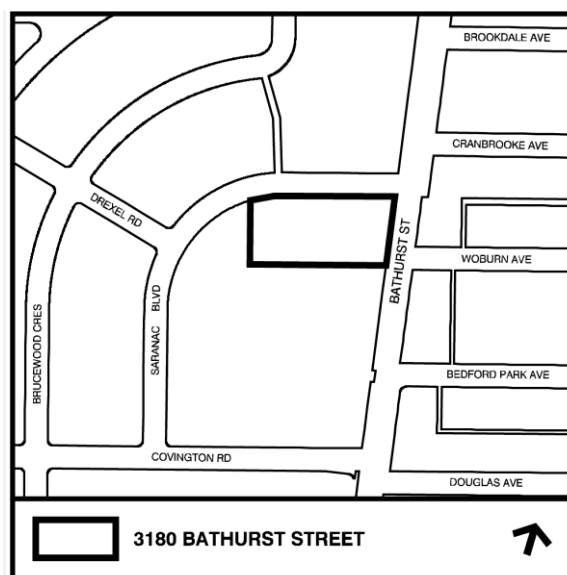 BROOKDALE AVE
CRANBROOKE AVE
DREXEL RD
BATHURST ST
WOBURN AVE
SARANAC BLVD
BRUCEWOOD CRES
BEDFORD PARK AVE
COVINGTON RD
DOUGLAS AVE
3180 BATHURST STREET